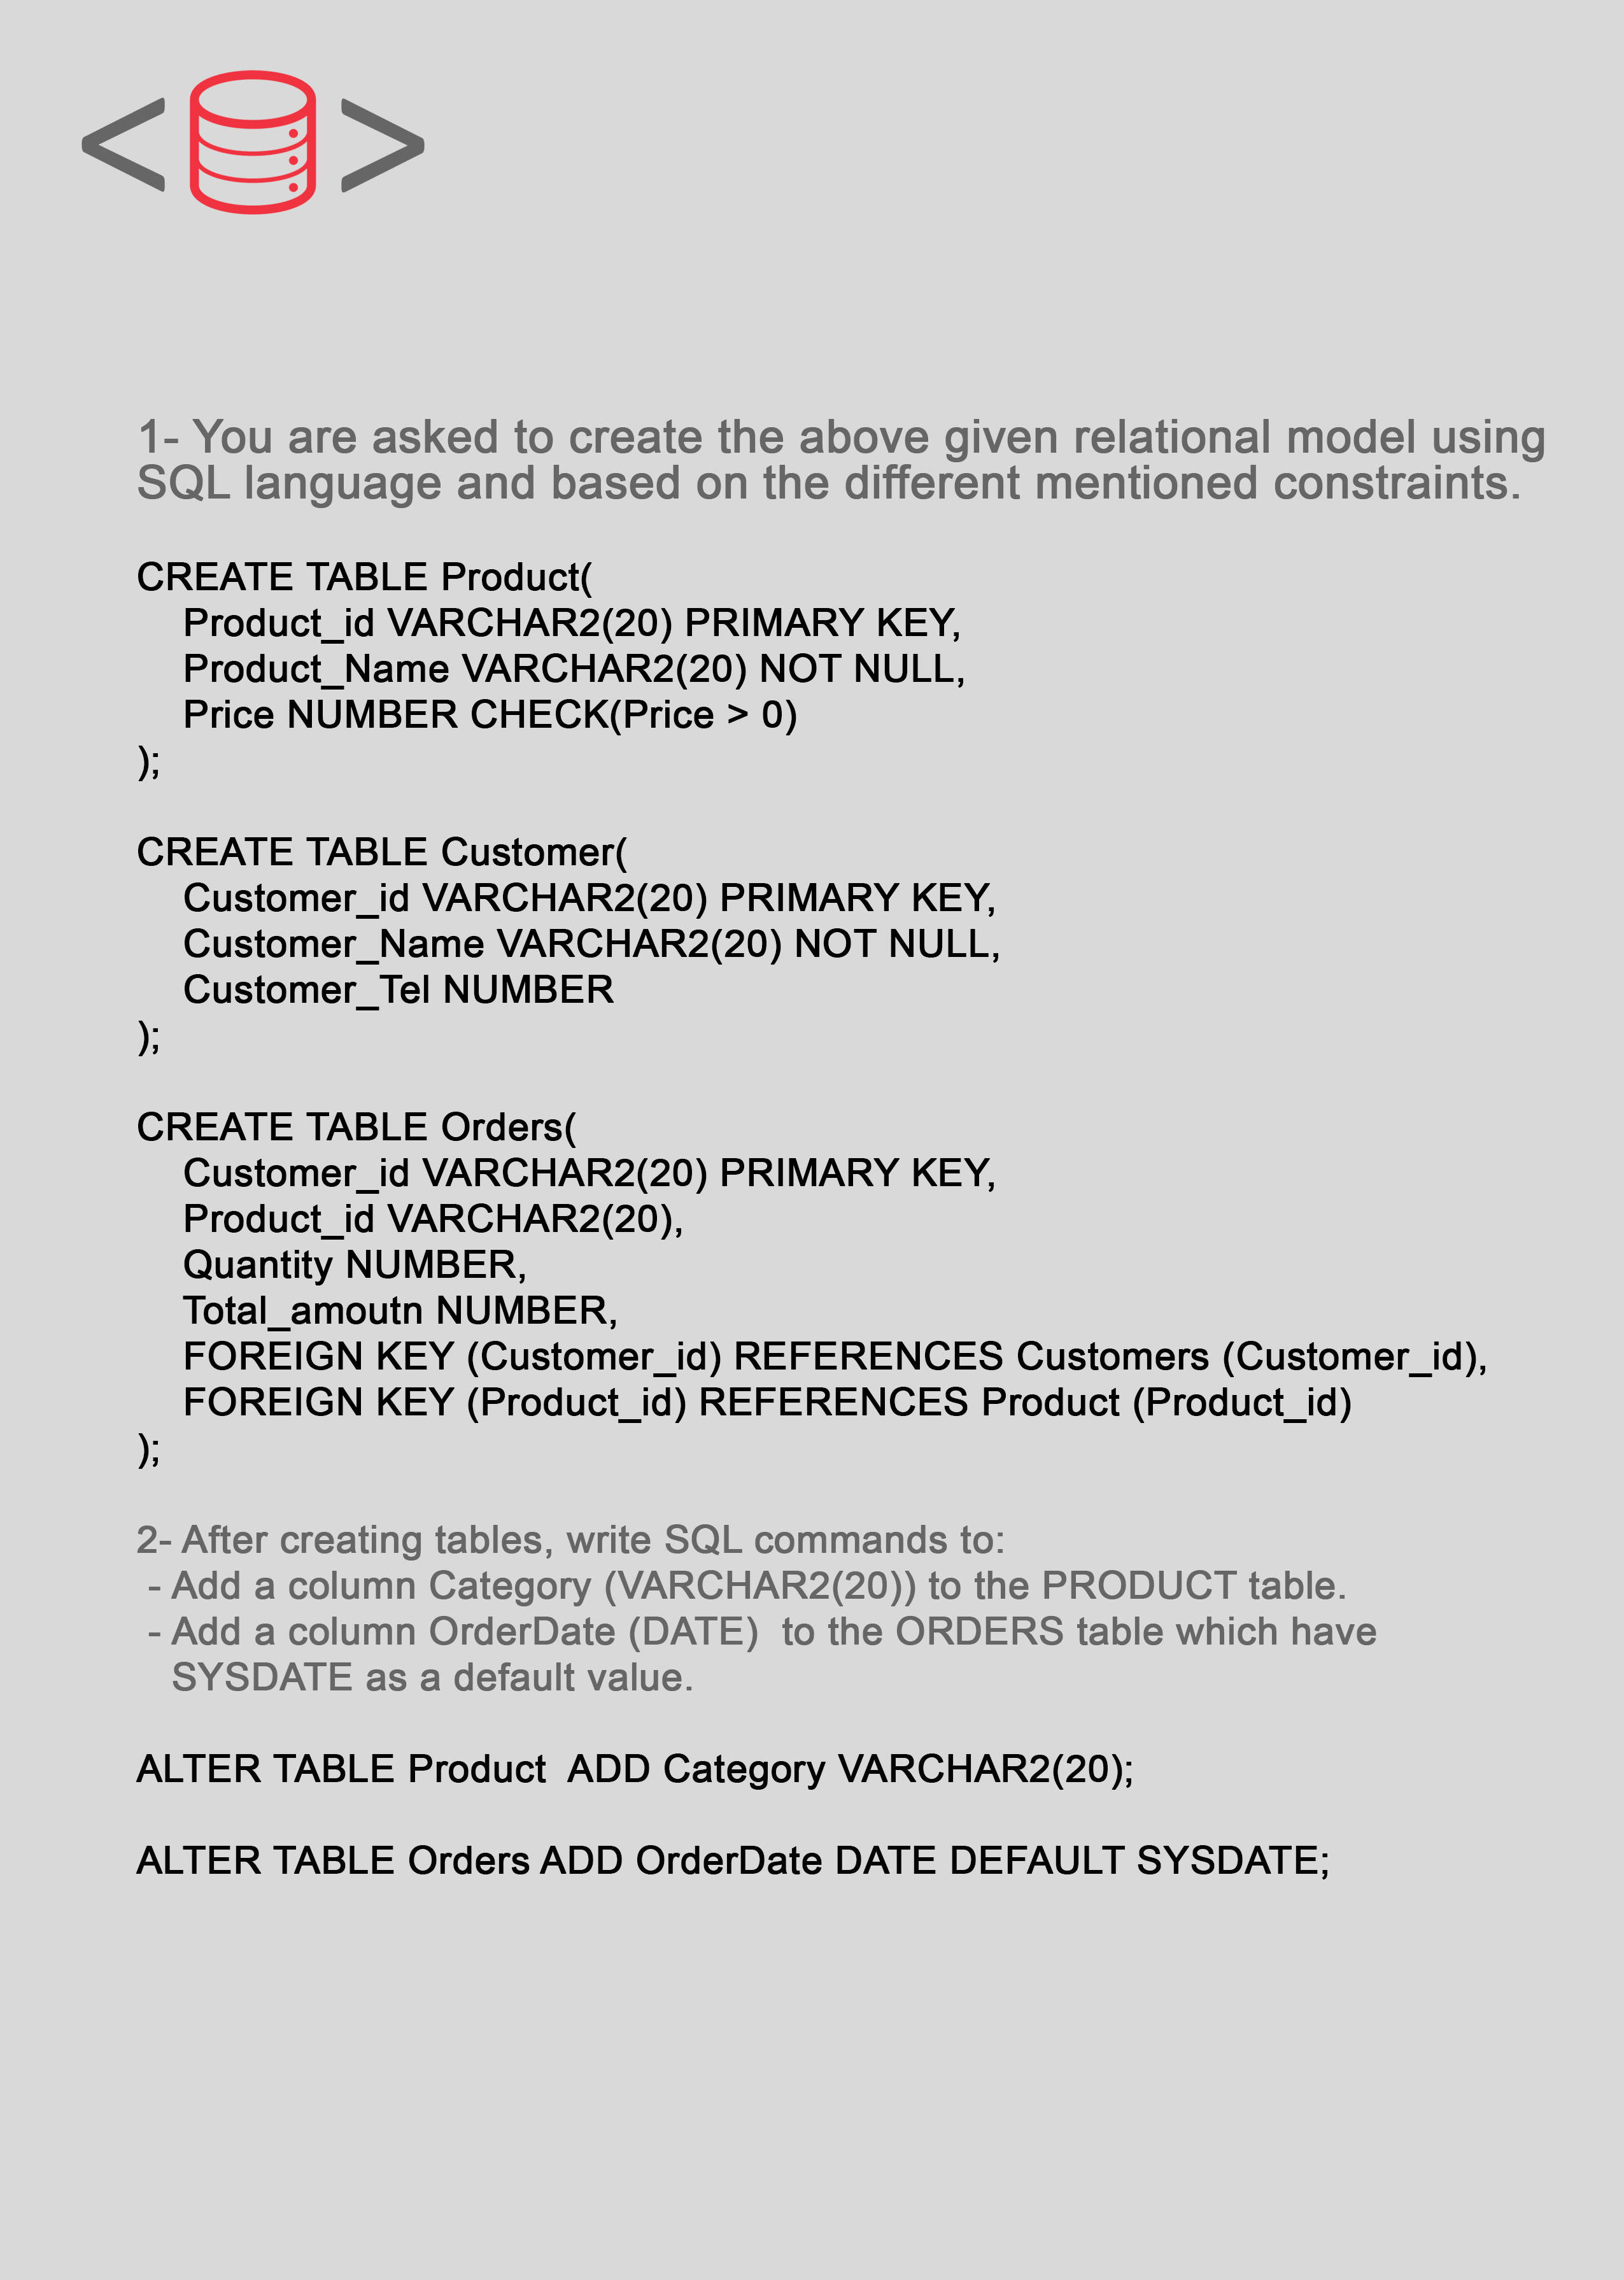 1- You are asked to create the above given relational model using
SQL language and based on the different mentioned constraints.
CREATE TABLE Product(
Product_id VARCHAR2(20) PRIMARY KEY,
Product_Name VARCHAR2(20) NOT NULL,
Price NUMBER CHECK(Price > 0)
);
CREATE TABLE Customer(
Customer_id VARCHAR2(20) PRIMARY KEY,
Customer_Name VARCHAR2(20) NOT NULL,
Customer_Tel NUMBER
);
CREATE TABLE Orders(
Customer_id VARCHAR2(20) PRIMARY KEY,
Product_id VARCHAR2(20),
Quantity NUMBER,
Total_amoutn NUMBER,
FOREIGN KEY (Customer_id) REFERENCES Customers (Customer_id),
FOREIGN KEY (Product_id) REFERENCES Product (Product_id)
);
2- After creating tables, write SQL commands to:
- Add a column Category (VARCHAR2(20)) to the PRODUCT table.
- Add a column OrderDate (DATE)  to the ORDERS table which have
SYSDATE as a default value.
ALTER TABLE Product  ADD Category VARCHAR2(20);
ALTER TABLE Orders ADD OrderDate DATE DEFAULT SYSDATE;